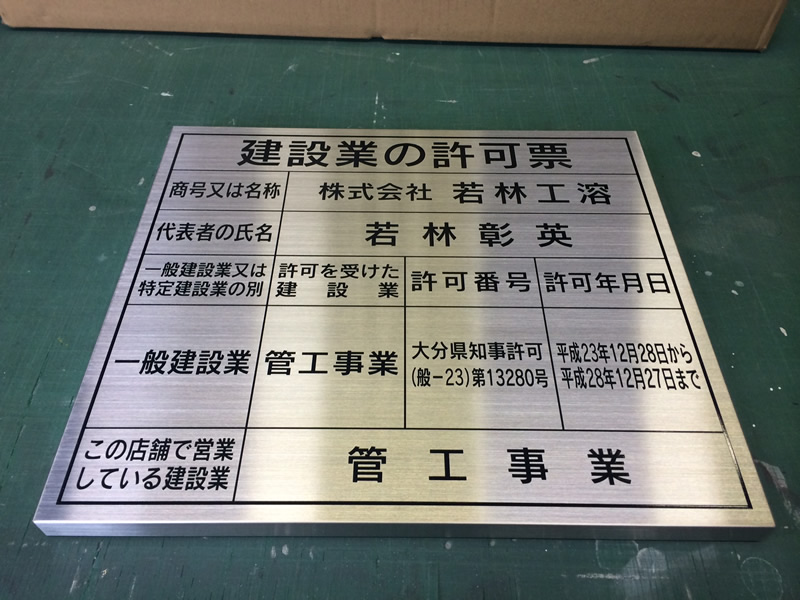 建設業の許可票
商号又は名称 株式会社 若林工溶
代表者の氏名 若林彰英
一般建設業又は
特定建設業の別
許可を受けた
建設業
許可番号
許可年月日
一般建設業
管工事業
大分県知事許可
(般－23)第13280号
平成23年12月28日から
平成28年12月27日まで
この店舗で営業
している建設業
管工事業